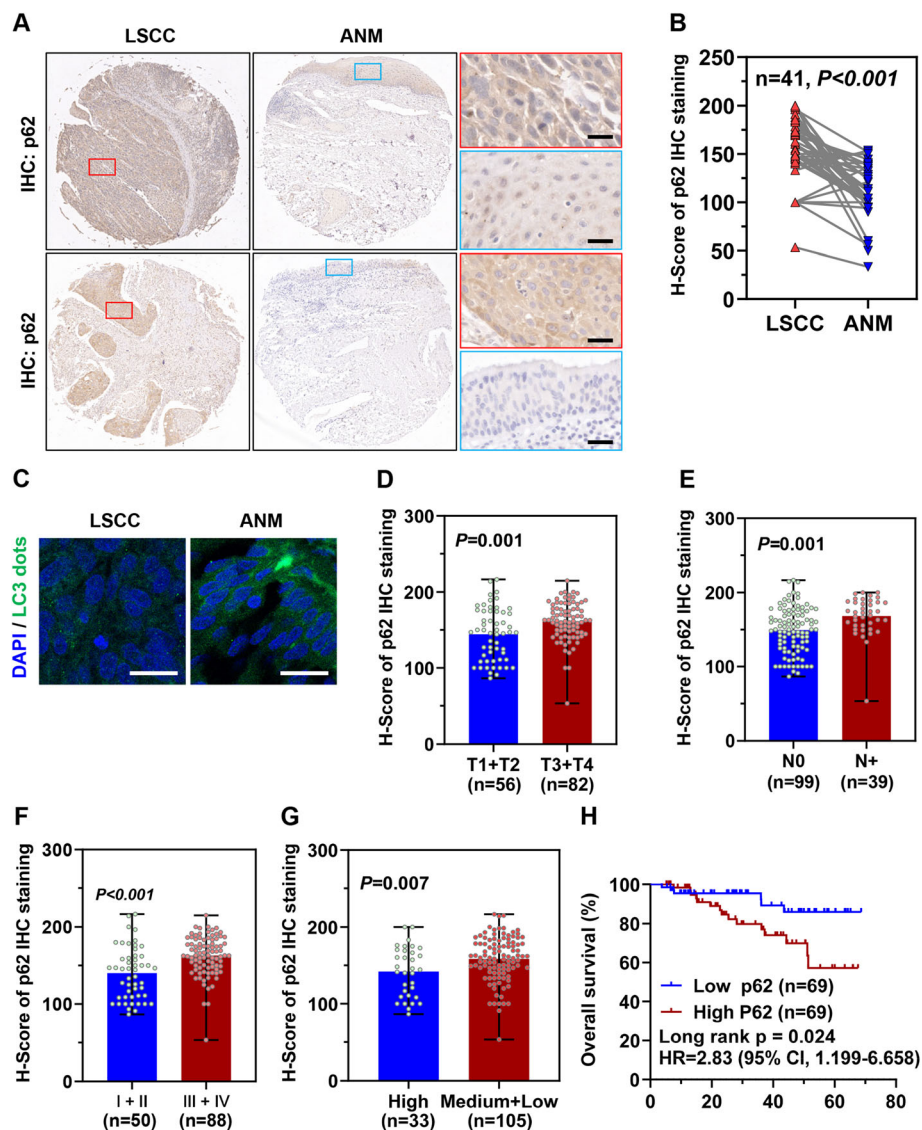 A
LSCC
ANM
IHC: p62
IHC: p62
B
n=41, P<0.001
H-Score of p62 IHC staining
250
200
150
100
50
0
LSCC
ANM
C
LSCC
ANM
DAPI / LC3 dots
D
H-Score of p62 IHC staining
300
200
100
0
P=0.001
T1+T2
(n=56)
T3+T4
(n=82)
E
H-Score of p62 IHC staining
300
200
100
0
P=0.001
N0
(n=99)
N+
(n=39)
F
H-Score of p62 IHC staining
300
200
100
0
P<0.001
I + II
(n=50)
III + IV
(n=88)
G
H-Score of p62 IHC staining
300
200
100
0
P=0.007
High
(n=33)
Medium+Low
(n=105)
H
Overall survival (%)
100
80
60
40
20
0
Low p62 (n=69)
High P62 (n=69)
Long rank p = 0.024
HR=2.83 (95% CI, 1.199-6.658)
0
20
40
60
80